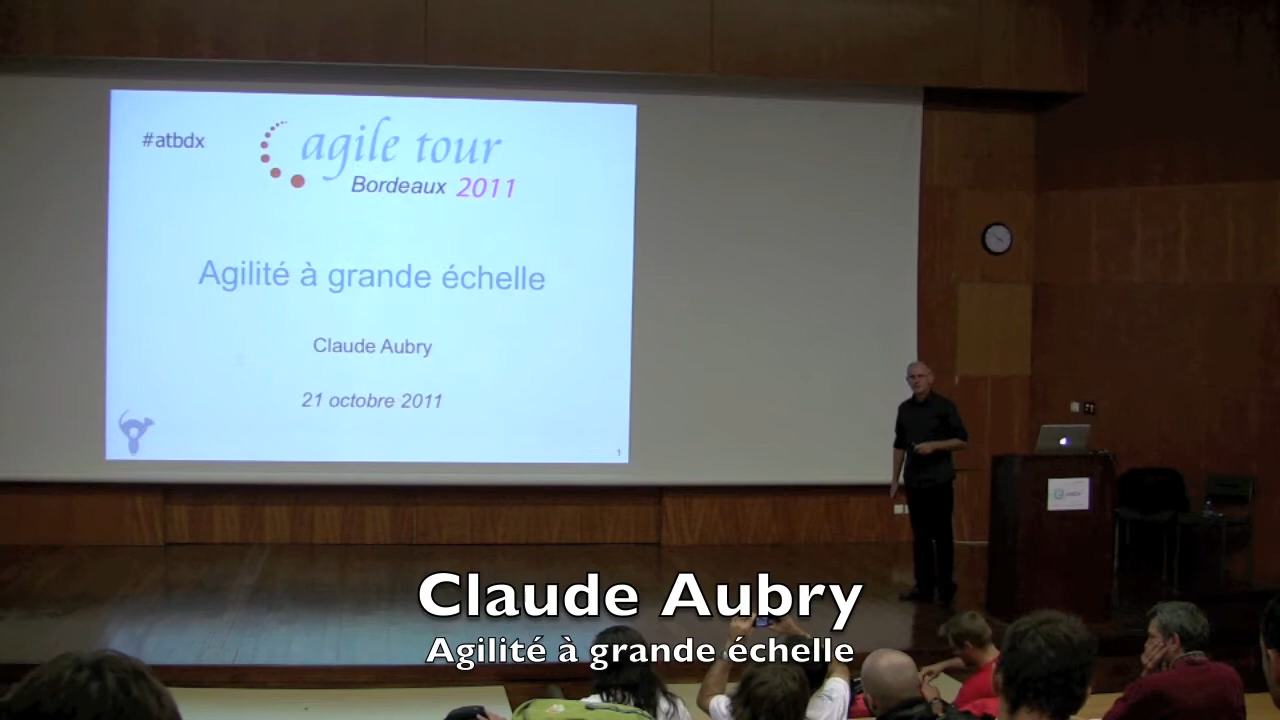 #atbdx
agile tour
Bordeaux 2011
Agilité à grande échelle
Claude Aubry
21 octobre 2011
1
Claude Aubry
Agilité à grande échelle